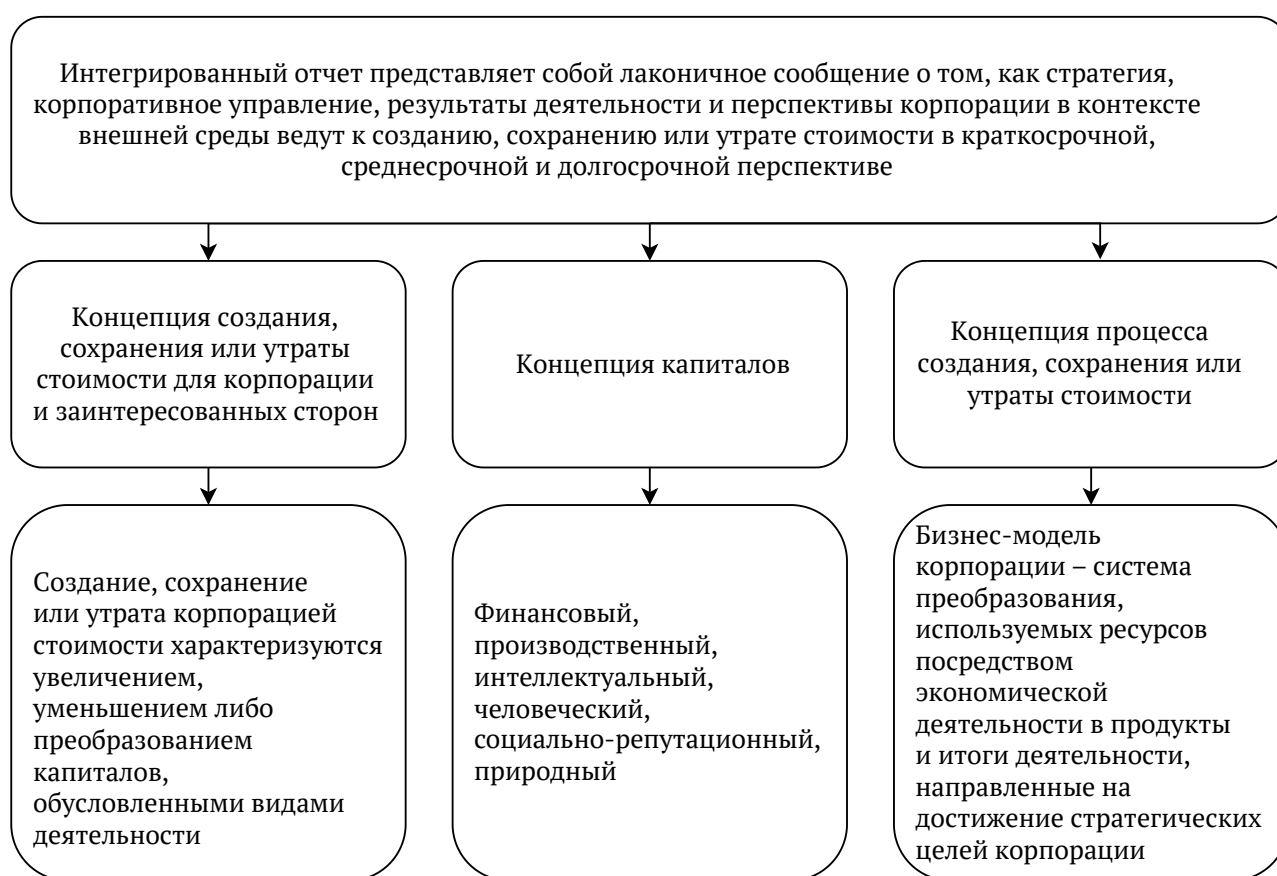 Интегрированный отчет представляет собой лаконичное сообщение о том, как стратегия,
корпоративное управление, результаты деятельности и перспективы корпорации в контексте
внешней среды ведут к созданию, сохранению или утрате стоимости в краткосрочной,
среднесрочной и долгосрочной перспективе
Концепция создания,
сохранения или утраты
стоимости для корпорации
и заинтересованных сторон
Концепция капиталов
Концепция процесса
создания, сохранения или
утраты стоимости
Создание, сохранение
или утрата корпорацией
стоимости характеризуются
увеличением,
уменьшением либо
преобразованием
капиталов,
обусловленными видами
деятельности
Финансовый,
производственный,
интеллектуальный,
человеческий,
социально-репутационный,
природный
Бизнес-модель
корпорации – система
преобразования,
используемых ресурсов
посредством
экономической
деятельности в продукты
и итоги деятельности,
направленные на
достижение стратегических
целей корпорации